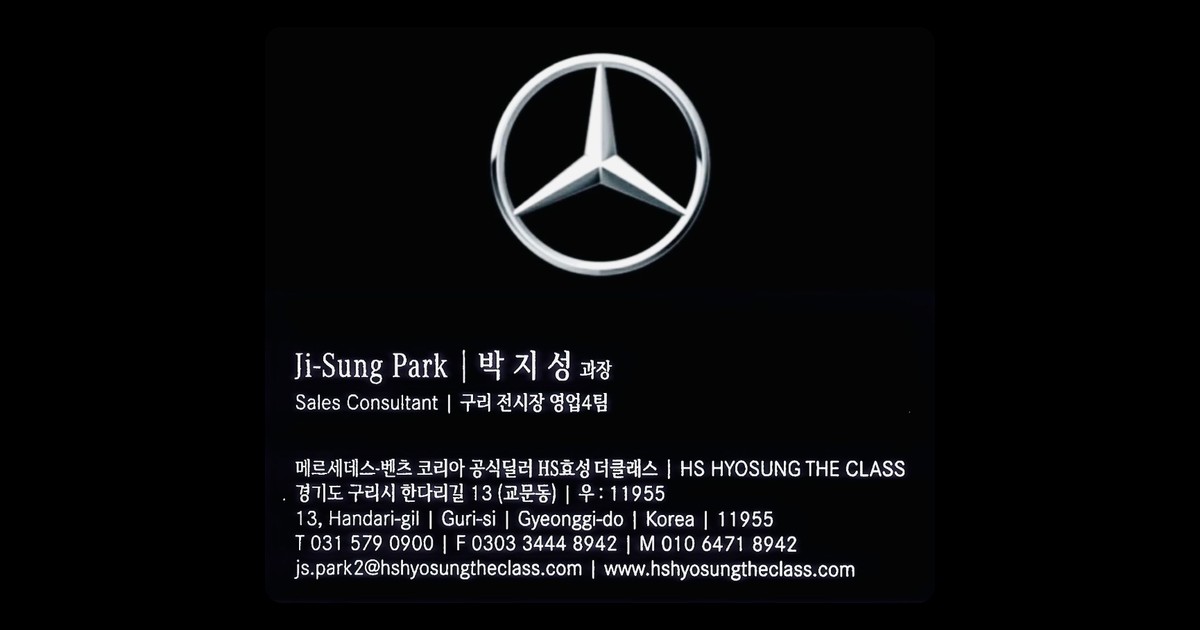 Ji-Sung Park | 박 지 성 과장
Sales Consultant | 구리 전시장 영업4팀
메르세데스-벤츠 코리아 공식딜러 HS효성 더클래스 | HS HYOSUNG THE CLASS
경기도 구리시 한다리길 13 (교문동) | 우 : 11955
13, Handari-gil | Guri-si | Gyeonggi-do | Korea | 11955
T 031 579 0900 | F 0303 3444 8942 | M 010 6471 8942
js.park2@hshyosungtheclass.com | www.hshyosungtheclass.com